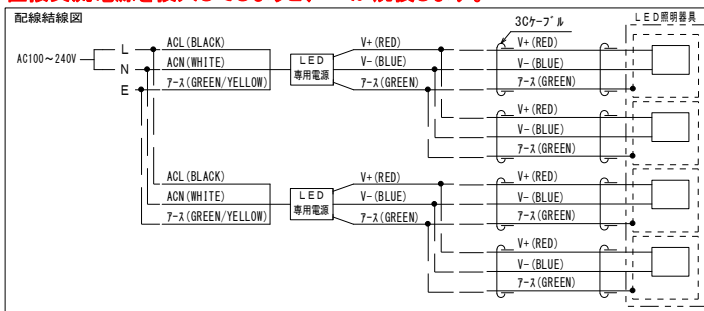 配線結線図
3Cケーブル
LED照明器具
AC100~240V
L
N
E
ACL(BLACK)
ACN(WHITE)
アース(GREEN/YELLOW)
LED
専用電源
V+(RED)
V-(BLUE)
アース(GREEN)
V+(RED)
V-(BLUE)
アース(GREEN)
V+(RED)
V-(BLUE)
アース(GREEN)
ACL(BLACK)
ACN(WHITE)
アース(GREEN/YELLOW)
LED
専用電源
V+(RED)
V-(BLUE)
アース(GREEN)
V+(RED)
V-(BLUE)
アース(GREEN)
V+(RED)
V-(BLUE)
アース(GREEN)